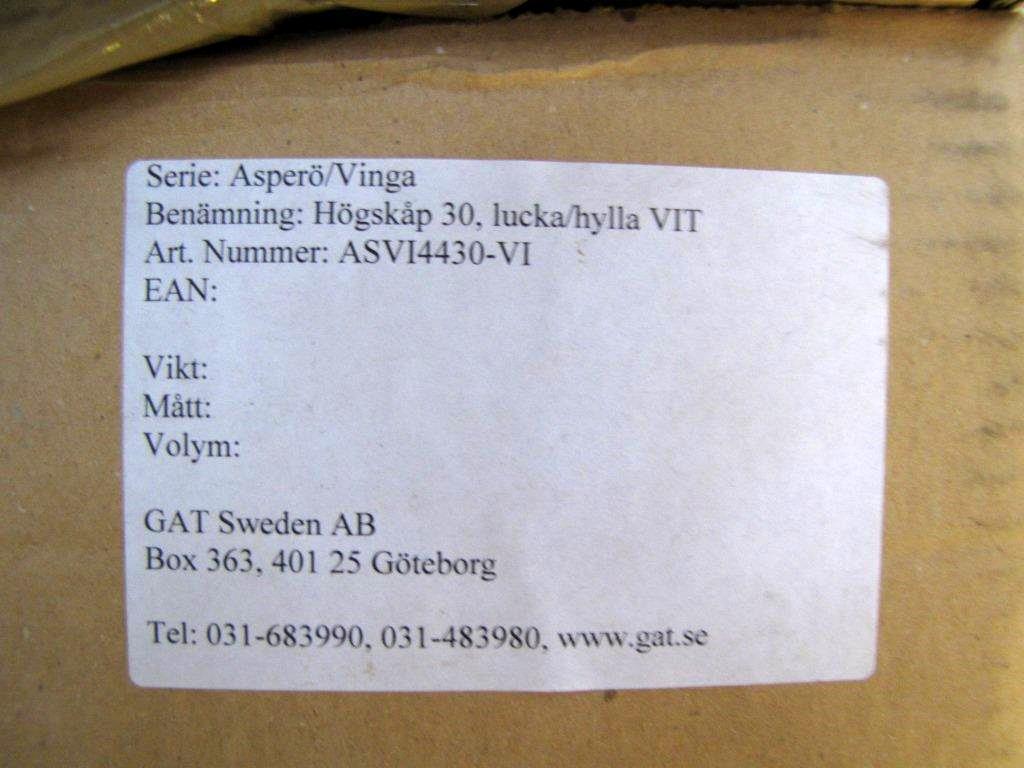 Serie: Asperö/Vinga
Benämning: Högskåp 30, lucka/hylla VIT
Art. Nummer: ASVI4430-VI
EAN:
Vikt:
Mått:
Volym:
GAT Sweden AB
Box 363, 401 25 Göteborg
Tel: 031-683990, 031-483980, www.gat.se